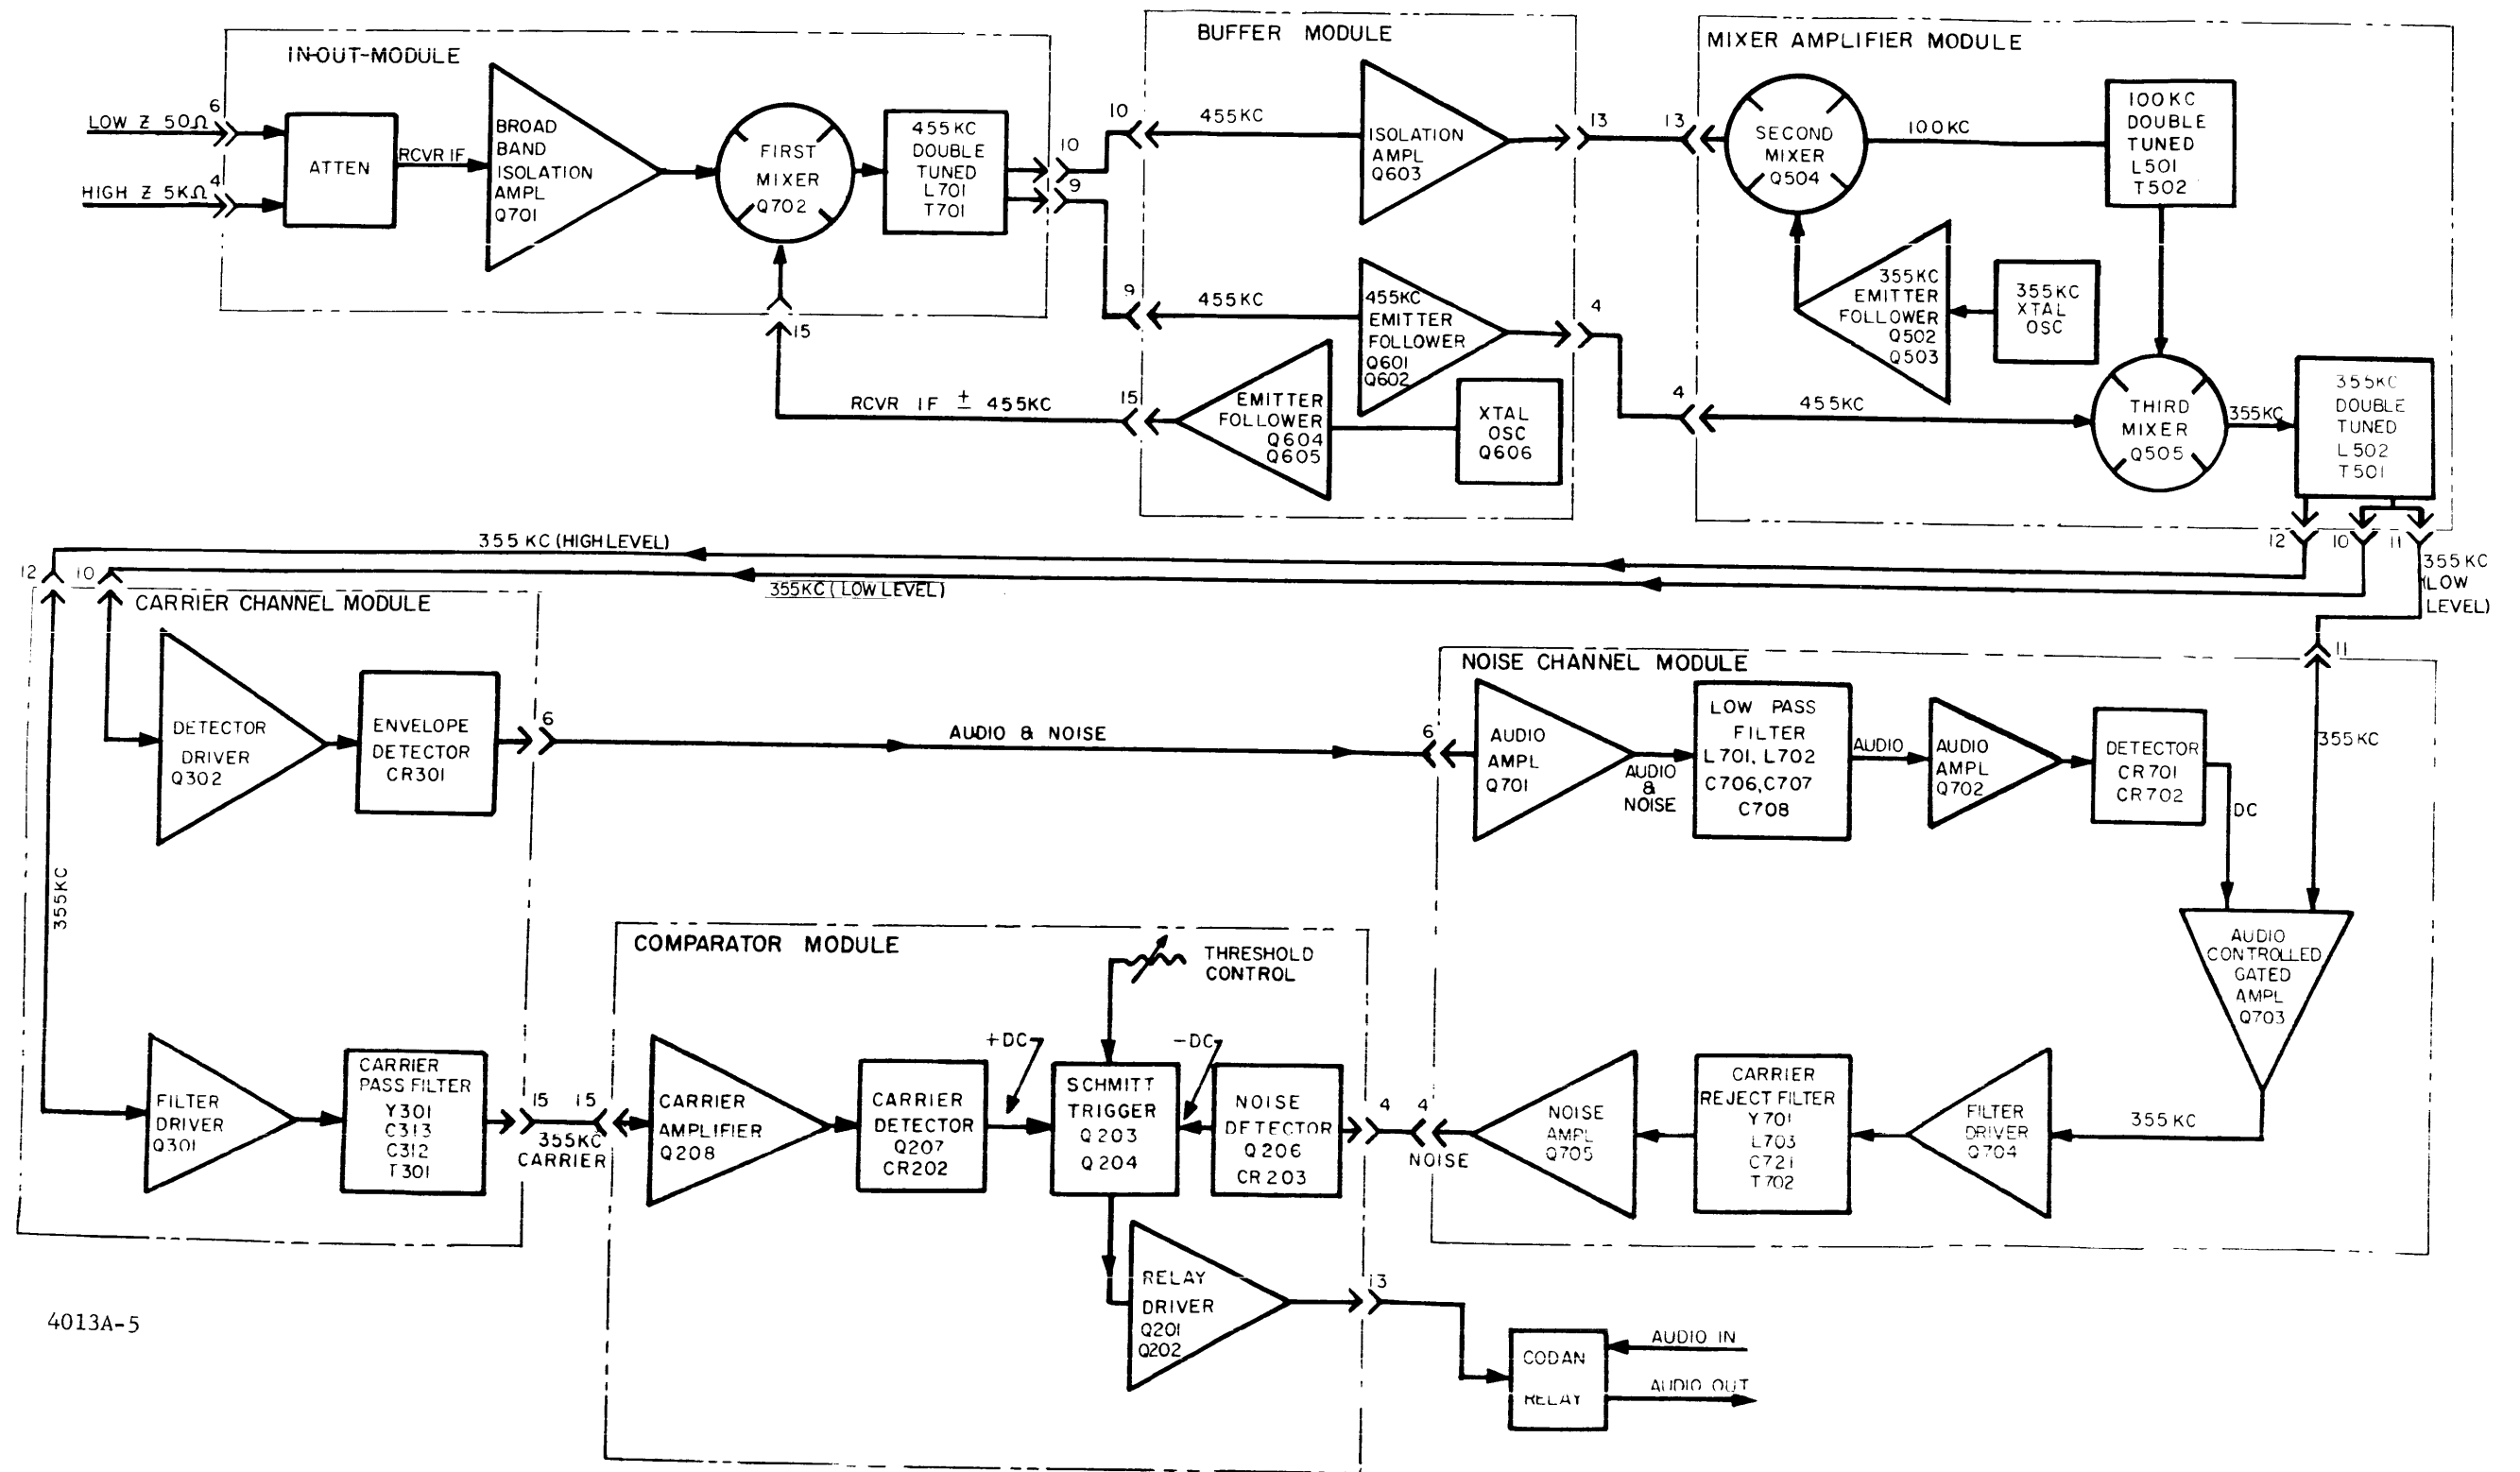 IN-OUT-MODULE
LOW Z 50Ω
6
HIGH Z 5KΩ
4
ATTEN
RCVR IF
BROAD
BAND
ISOLATION
AMPL
Q701
FIRST
MIXER
Q702
455KC
DOUBLE
TUNED
L701
T701
10
9
15
BUFFER MODULE
10
455KC
ISOLATION
AMPL
Q603
13
9
455KC
455KC
EMITTER
FOLLOWER
Q601
Q602
4
RCVR IF ± 455KC
15
EMITTER
FOLLOWER
Q604
Q605
XTAL
OSC
Q606
MIXER AMPLIFIER MODULE
13
SECOND
MIXER
Q504
100KC
100KC
DOUBLE
TUNED
L501
T502
355KC
EMITTER
FOLLOWER
Q502
Q503
355KC
XTAL
OSC
4
455KC
THIRD
MIXER
Q505
355KC
355KC
DOUBLE
TUNED
L502
T501
12
10
11
355KC
(LOW
LEVEL)
355 KC (HIGH LEVEL)
355KC (LOW LEVEL)
12
10
CARRIER CHANNEL MODULE
DETECTOR
DRIVER
Q302
ENVELOPE
DETECTOR
CR301
6
AUDIO & NOISE
355KC
FILTER
DRIVER
Q301
CARRIER
PASS FILTER
Y301
C313
C312
T301
15
15
355KC
CARRIER
NOISE CHANNEL MODULE
11
6
AUDIO
AMPL
Q701
AUDIO
&
NOISE
LOW PASS
FILTER
L701, L702
C706,C707
C708
AUDIO
AUDIO
AMPL
Q702
DETECTOR
CR701
CR702
DC
355KC
AUDIO
CONTROLLED
GATED
AMPL
Q703
355KC
FILTER
DRIVER
Q704
CARRIER
REJECT FILTER
Y701
L703
C721
T702
NOISE
AMPL
Q705
4
4
NOISE
COMPARATOR MODULE
THRESHOLD
CONTROL
CARRIER
AMPLIFIER
Q208
CARRIER
DETECTOR
Q207
CR202
+DC
SCHMITT
TRIGGER
Q203
Q204
-DC
NOISE
DETECTOR
Q206
CR203
RELAY
DRIVER
Q201
Q202
13
CODAN
RELAY
AUDIO IN
AUDIO OUT
4013A-5